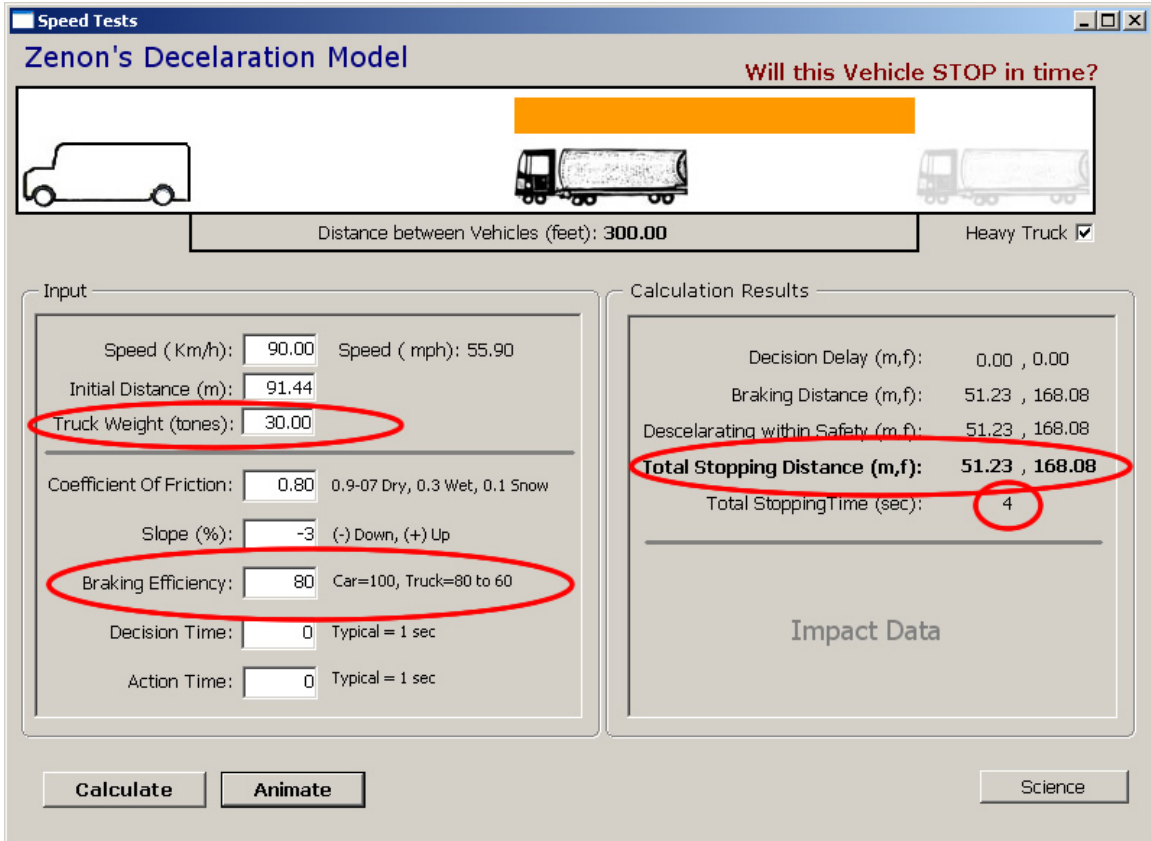 Speed Tests
Zenon's Decelaration Model
Will this Vehicle STOP in time?
Distance between Vehicles (feet): 300.00
Heavy Truck
Input
Speed ( Km/h): 90.00 Speed ( mph): 55.90
Initial Distance (m): 91.44
Truck Weight (tones): 30.00
Coefficient Of Friction: 0.80 0.9-07 Dry, 0.3 Wet, 0.1 Snow
Slope (%): -3 (-) Down, (+) Up
Braking Efficiency: 80 Car=100, Truck=80 to 60
Decision Time: 0 Typical = 1 sec
Action Time: 0 Typical = 1 sec
Calculate
Animate
Calculation Results
Decision Delay (m,f): 0.00 , 0.00
Braking Distance (m,f): 51.23 , 168.08
Descelarating within Safety (m,f): 51.23 , 168.08
Total Stopping Distance (m,f): 51.23 , 168.08
Total StoppingTime (sec): 4
Impact Data
Science